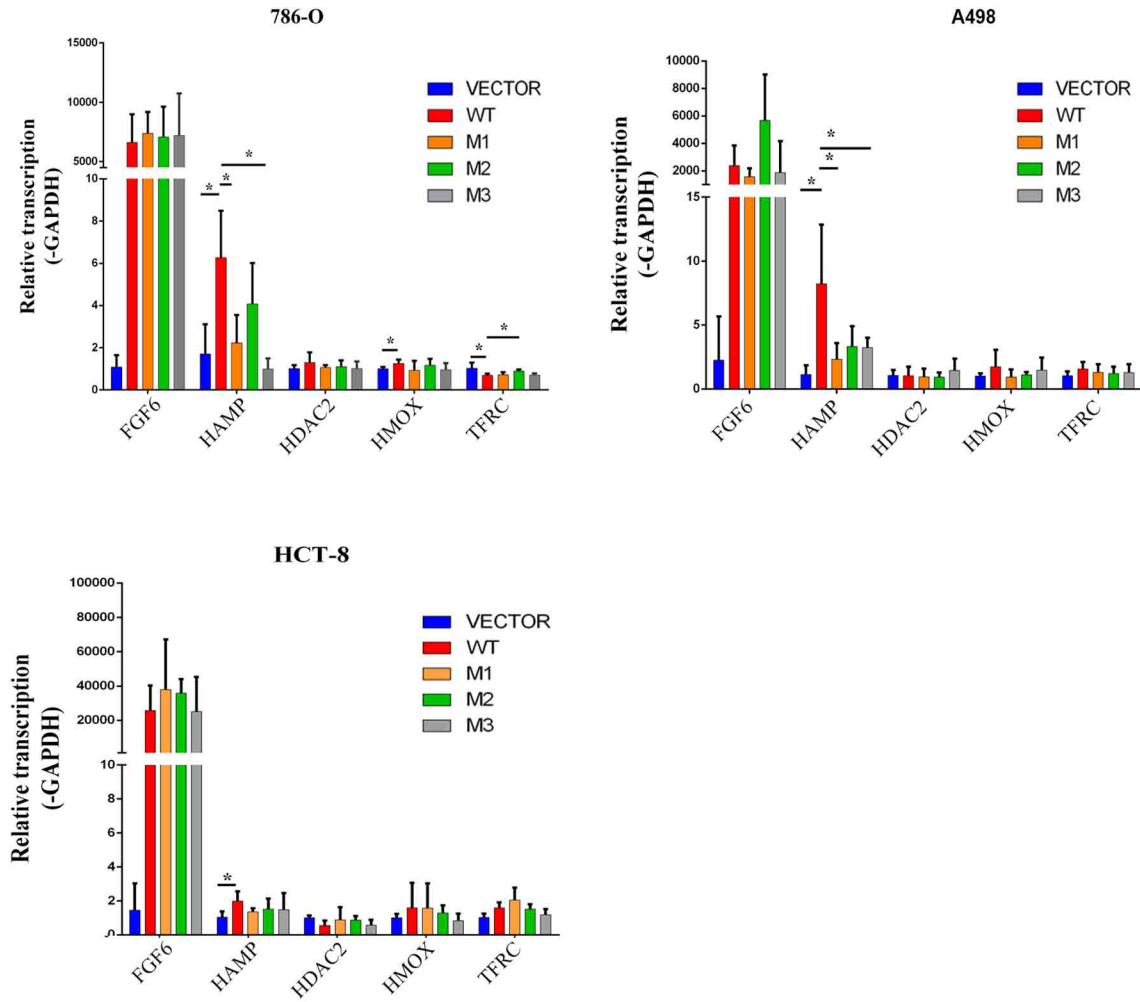 786-O
Relative transcription
(-GAPDH)
15000
10000
5000
10
8
6
4
2
0
VECTOR
WT
M1
M2
M3
*
*
*
*
*
*
FGF6
HAMP
HDAC2
HMOX
TFRC
A498
Relative transcription
(-GAPDH)
10000
8000
6000
4000
2000
15
10
5
0
VECTOR
WT
M1
M2
M3
*
*
*
FGF6
HAMP
HDAC2
HMOX
TFRC
HCT-8
Relative transcription
(-GAPDH)
100000
80000
60000
40000
20000
10
8
6
4
2
0
VECTOR
WT
M1
M2
M3
*
FGF6
HAMP
HDAC2
HMOX
TFRC